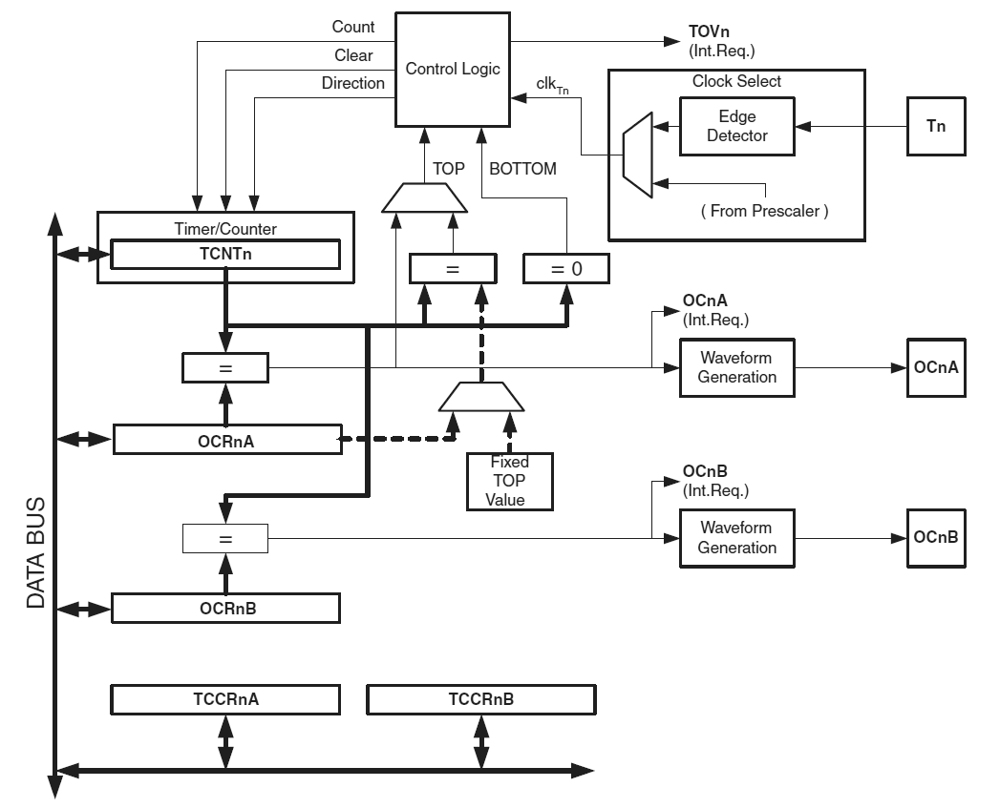 Count
Clear
Direction
Control Logic
TOVn
(Int.Req.)
clkTn
Clock Select
Edge
Detector
Tn
( From Prescaler )
TOP
BOTTOM
Timer/Counter
TCNTn
=
= 0
OCnA
(Int.Req.)
=
Waveform
Generation
OCnA
OCRnA
Fixed
TOP
Value
OCnB
(Int.Req.)
=
Waveform
Generation
OCnB
OCRnB
DATA BUS
TCCRnA
TCCRnB